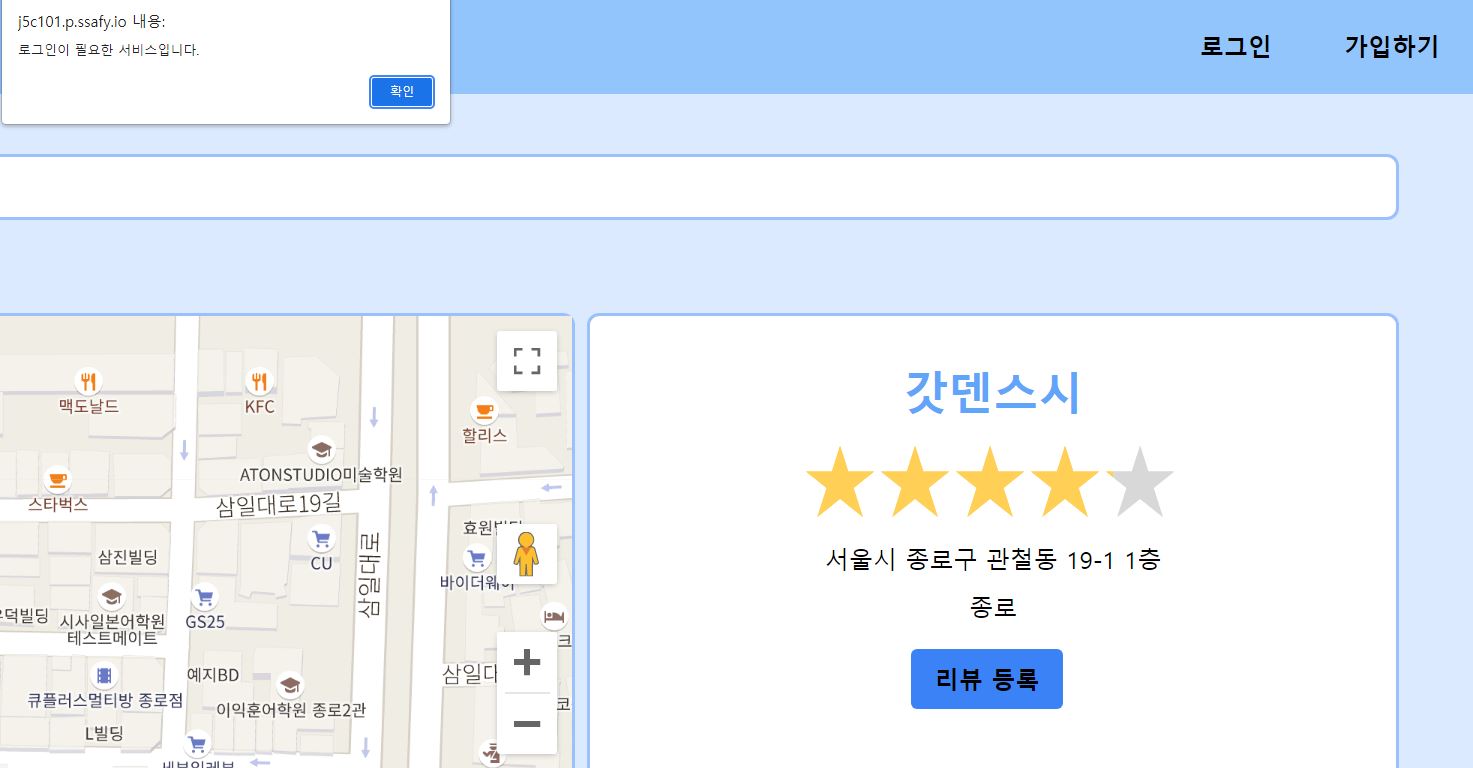 j5c101.p.ssafy.io 내용:
로그인이 필요한 서비스입니다.
확인
로그인
가입하기
맥도날드
KFC
할리스
ATONSTUDIO미술학원
스타벅스
삼일대로19길
효원빌딩
삼진빌딩
CU
삼일대로
바이더웨이
덕빌딩
시사일본어학원
테스트메이트
GS25
예지BD
삼일대
큐플러스멀티방 종로점
이익훈어학원 종로2관
L빌딩
세븐일레븐
갓덴스시
서울시 종로구 관철동 19-1 1층
종로
리뷰 등록